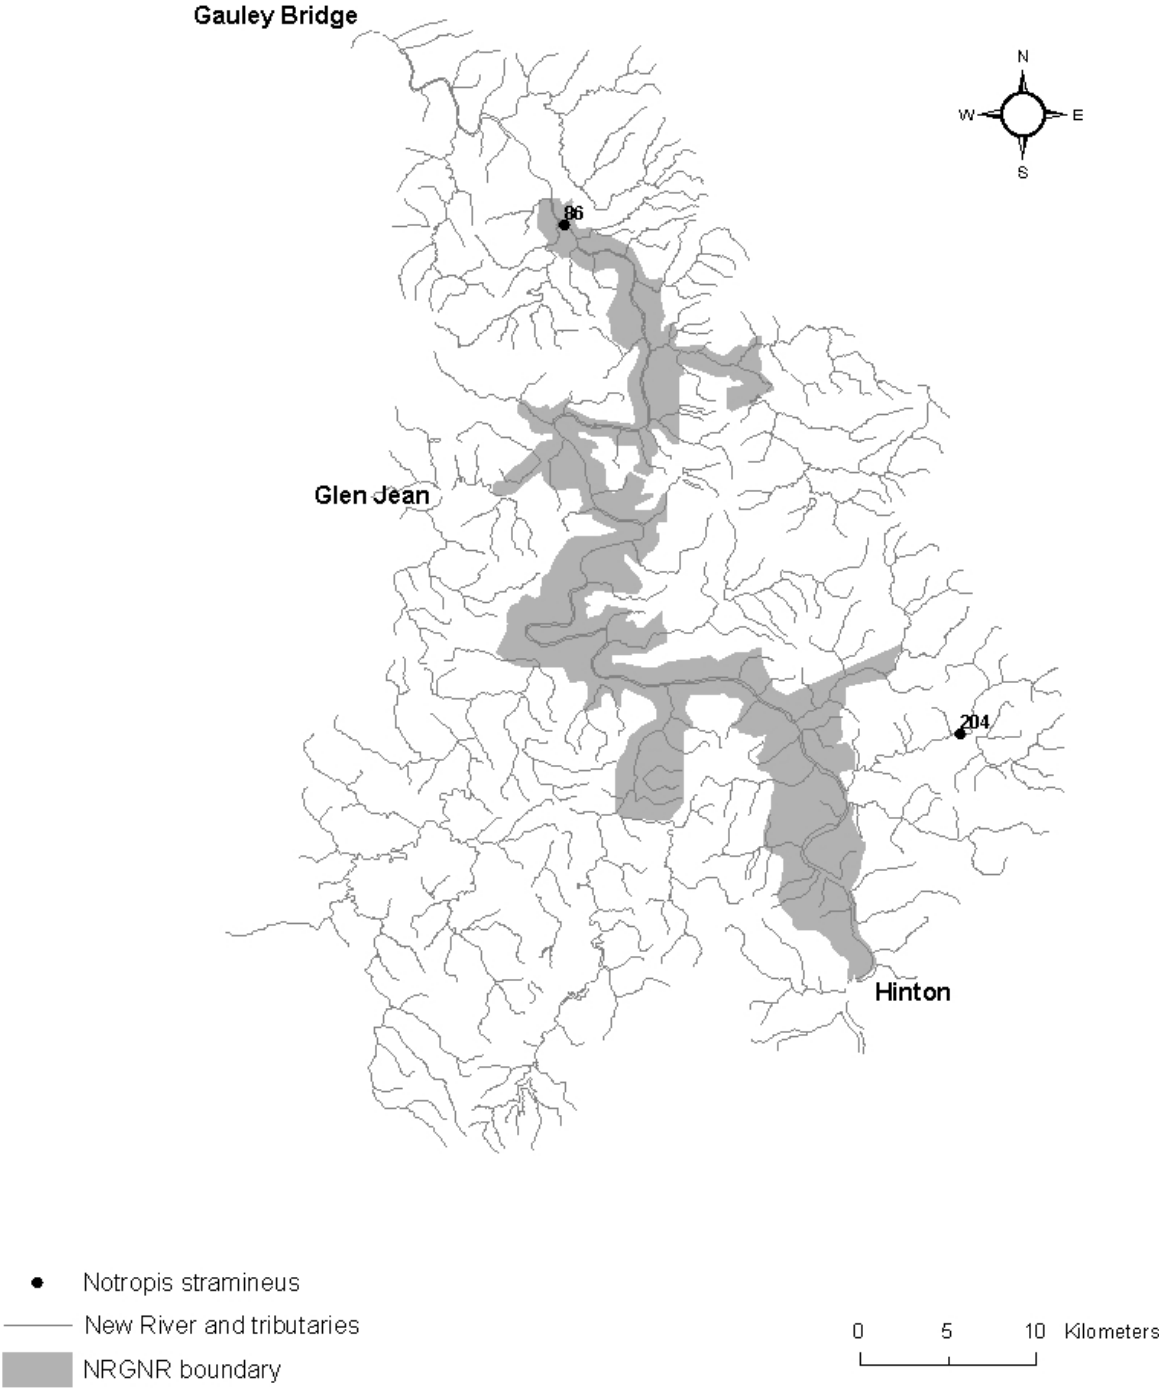 Gauley Bridge
N
W E
S
86
Glen Jean
204
Hinton
Notropis stramineus
New River and tributaries
NRGNR boundary
0 5 10 Kilometers